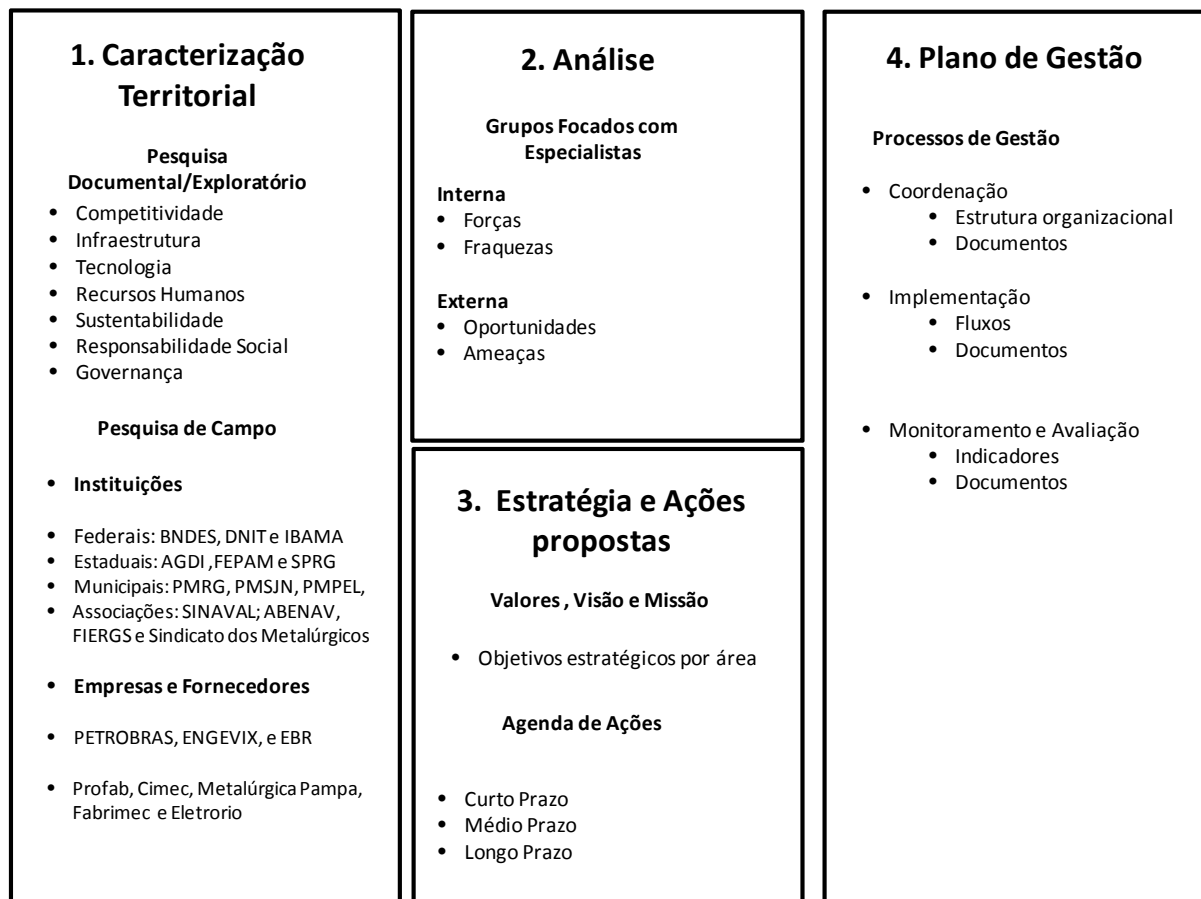 1. Caracterização
Territorial
Pesquisa
Documental/Exploratório
• Competitividade
• Infraestrutura
• Tecnologia
• Recursos Humanos
• Sustentabilidade
• Responsabilidade Social
• Governança
Pesquisa de Campo
• Instituições
• Federais: BNDES, DNIT e IBAMA
• Estaduais: AGDI ,FEPAM e SPRG
• Municipais: PMRG, PMSJN, PMPEL,
• Associações: SINAVAL; ABENAV,
FIERGS e Sindicato dos Metalúrgicos
• Empresas e Fornecedores
• PETROBRAS, ENGEVIX, e EBR
• Profab, Cimec, Metalúrgica Pampa,
Fabrimec e Eletrorio
2. Análise
Grupos Focados com
Especialistas
Interna
• Forças
• Fraquezas
Externa
• Oportunidades
• Ameaças
3. Estratégia e Ações
propostas
Valores , Visão e Missão
• Objetivos estratégicos por área
Agenda de Ações
• Curto Prazo
• Médio Prazo
• Longo Prazo
4. Plano de Gestão
Processos de Gestão
• Coordenação
• Estrutura organizacional
• Documentos
• Implementação
• Fluxos
• Documentos
• Monitoramento e Avaliação
• Indicadores
• Documentos